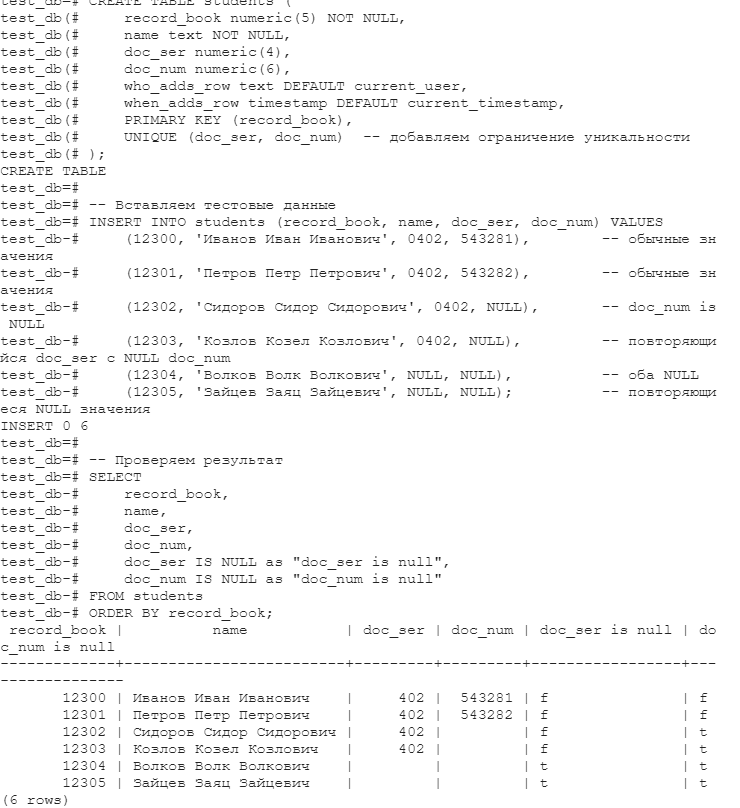 test_db=# CREATE TABLE students (
test_db(#     record_book numeric(5) NOT NULL,
test_db(#     name text NOT NULL,
test_db(#     doc_ser numeric(4),
test_db(#     doc_num numeric(6),
test_db(#     who_adds_row text DEFAULT current_user,
test_db(#     when_adds_row timestamp DEFAULT current_timestamp,
test_db(#     PRIMARY KEY (record_book),
test_db(#     UNIQUE (doc_ser, doc_num)  -- добавляем ограничение уникальности
test_db(# );
CREATE TABLE
test_db=#
test_db=# -- Вставляем тестовые данные
test_db=# INSERT INTO students (record_book, name, doc_ser, doc_num) VALUES
test_db-#     (12300, 'Иванов Иван Иванович', 0402, 543281),        -- обычные зн
ачения
test_db-#     (12301, 'Петров Петр Петрович', 0402, 543282),        -- обычные зн
ачения
test_db-#     (12302, 'Сидоров Сидор Сидорович', 0402, NULL),       -- doc_num is
 NULL
test_db-#     (12303, 'Козлов Козел Козлович', 0402, NULL),         -- повторяющи
йся doc_ser с NULL doc_num
test_db-#     (12304, 'Волков Волк Волкович', NULL, NULL),          -- оба NULL
test_db-#     (12305, 'Зайцев Заяц Зайцевич', NULL, NULL);          -- повторяющи
еся NULL значения
INSERT 0 6
test_db=#
test_db=# -- Проверяем результат
test_db=# SELECT
test_db-#     record_book,
test_db-#     name,
test_db-#     doc_ser,
test_db-#     doc_num,
test_db-#     doc_ser IS NULL as "doc_ser is null",
test_db-#     doc_num IS NULL as "doc_num is null"
test_db-# FROM students
test_db-# ORDER BY record_book;
 record_book |          name           | doc_ser | doc_num | doc_ser is null | do
c_num is null
-------------+-------------------------+---------+---------+-----------------+---
--------------
       12300 | Иванов Иван Иванович    |     402 |  543281 | f               | f
       12301 | Петров Петр Петрович    |     402 |  543282 | f               | f
       12302 | Сидоров Сидор Сидорович |     402 |         | f               | t
       12303 | Козлов Козел Козлович   |     402 |         | f               | t
       12304 | Волков Волк Волкович    |         |         | t               | t
       12305 | Зайцев Заяц Зайцевич    |         |         | t               | t
(6 rows)